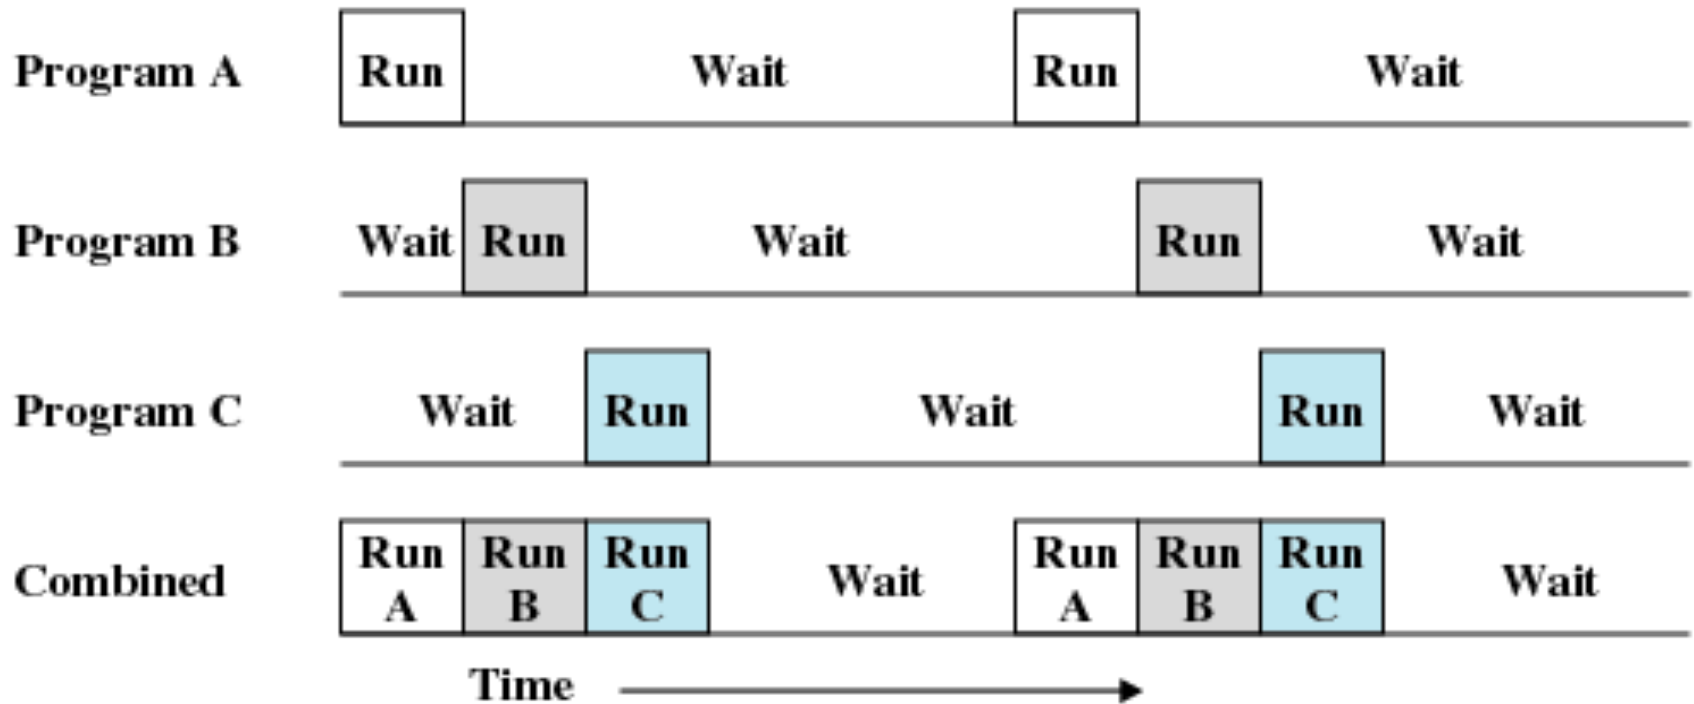 Program A Run Wait Run Wait
Program B Wait Run Wait Run Wait
Program C Wait Run Wait Run Wait
Combined Run A Run B Run C Wait Run A Run B Run C Wait
Time